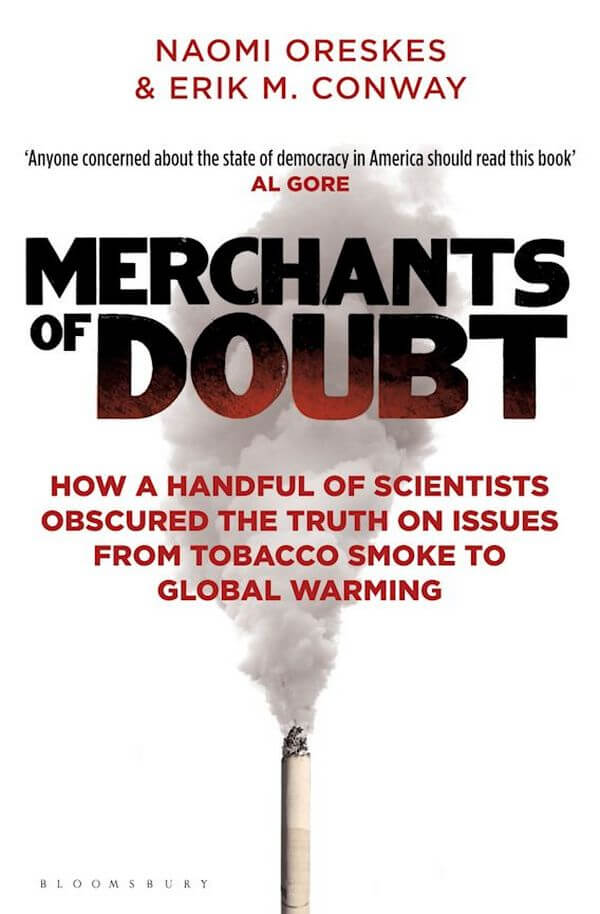 NAOMI ORESKES
& ERIK M. CONWAY
‘Anyone concerned about the state of democracy in America should read this book’
AL GORE
MERCHANTS
OF DOUBT
HOW A HANDFUL OF SCIENTISTS
OBSCURED THE TRUTH ON ISSUES
FROM TOBACCO SMOKE TO
GLOBAL WARMING
BLOOMSBURY